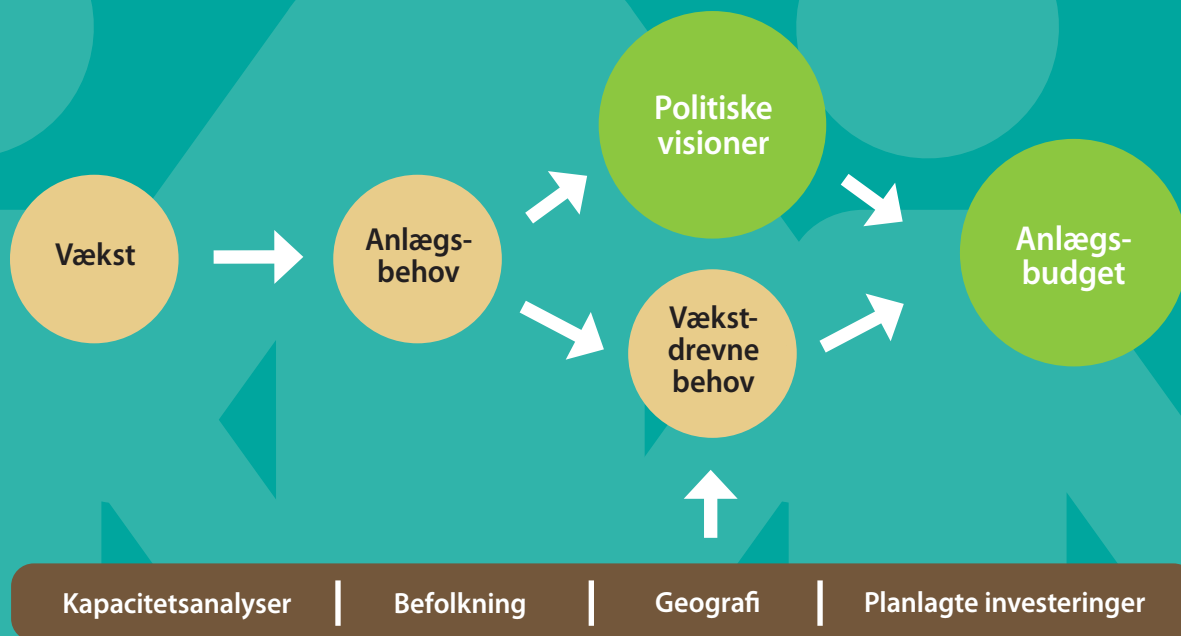 Vækst
Anlægs-
behov
Politiske
visioner
Vækst-
drevne
behov
Anlægs-
budget
Kapacitetsanalyser | Befolkning | Geografi | Planlagte investeringer